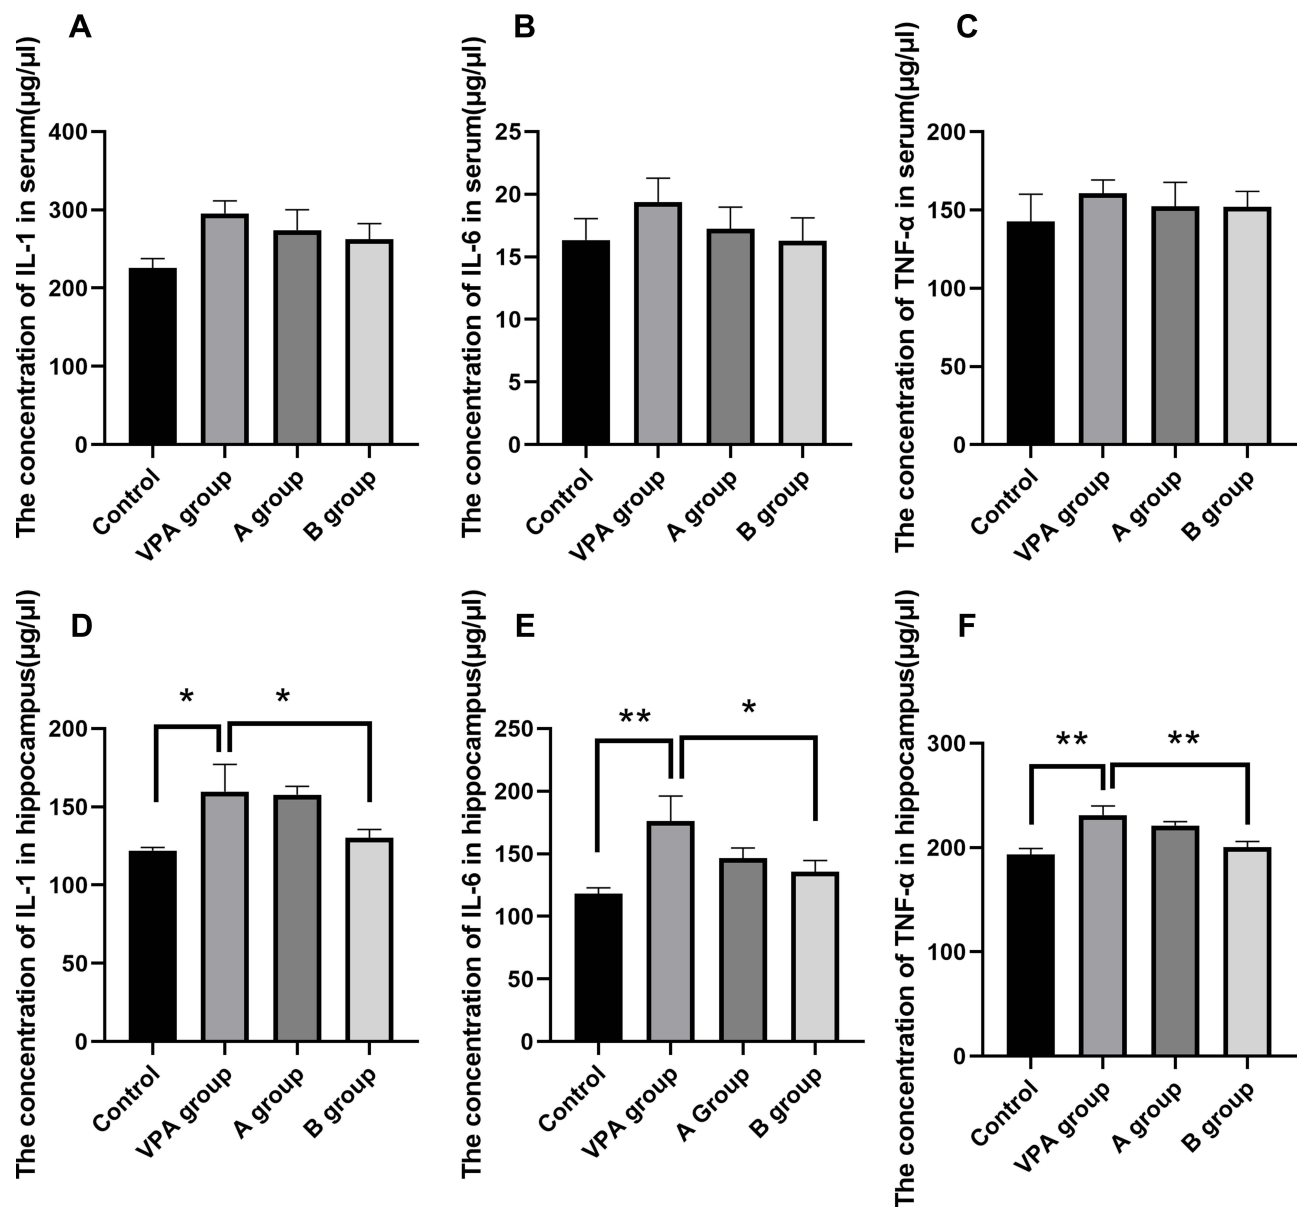 A
The concentration of IL-1 in serum(μg/μl)
400
300
200
100
0
Control
VPA group
A group
B group
B
The concentration of IL-6 in serum(μg/μl)
25
20
15
10
5
0
Control
VPA group
A group
B group
C
The concentration of TNF-α in serum(μg/μl)
200
150
100
50
0
Control
VPA group
A group
B group
D
The concentration of IL-1 in hippocampus(μg/μl)
200
150
100
50
0
*
*
Control
VPA group
A group
B group
E
The concentration of IL-6 in hippocampus(μg/μl)
250
200
150
100
50
0
**
*
Control
VPA group
A Group
B group
F
The concentration of TNF-α in hippocampus(μg/μl)
300
200
100
0
**
**
Control
VPA group
A group
B group